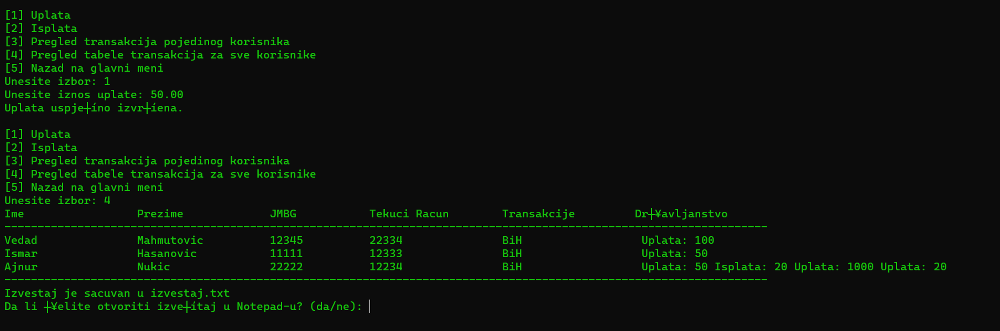 [1] Uplata
[2] Isplata
[3] Pregled transakcija pojedinog korisnika
[4] Pregled tabele transakcija za sve korisnike
[5] Nazad na glavni meni
Unesite izbor: 1
Unesite iznos uplate: 50.00
Uplata uspje┼íno izvr┼íena.

[1] Uplata
[2] Isplata
[3] Pregled transakcija pojedinog korisnika
[4] Pregled tabele transakcija za sve korisnike
[5] Nazad na glavni meni
Unesite izbor: 4
Ime                 Prezime             JMBG           Tekuci Racun        Transakcije         Dr┼¥avljanstvo
-------------------------------------------------------------------------------------------------------------------
Vedad               Mahmutovic          12345          22334               BiH                  Uplata: 100
Ismar               Hasanovic           11111          12333               BiH                  Uplata: 50
Ajnur               Nukic               22222          12234               BiH                  Uplata: 50 Isplata: 20 Uplata: 1000 Uplata: 20
-------------------------------------------------------------------------------------------------------------------
Izvestaj je sacuvan u izvestaj.txt
Da li ┼¥elite otvoriti izve┼ítaj u Notepad-u? (da/ne):